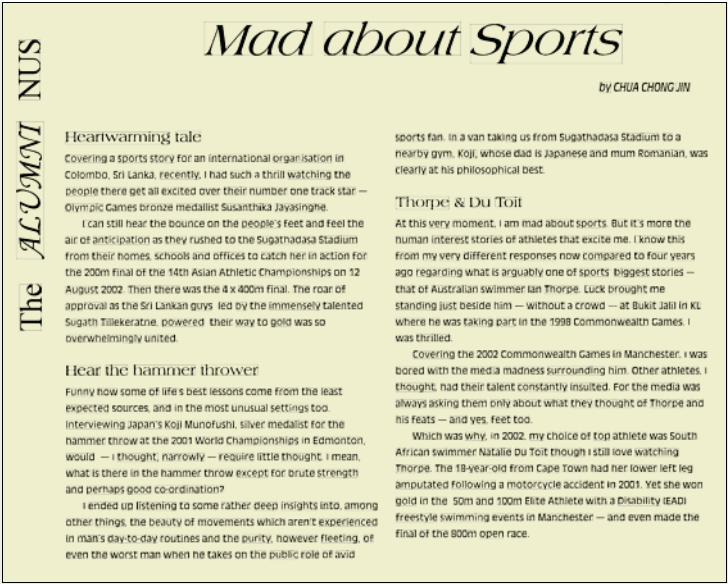 The ALUMNI NUS
Mad about Sports
by CHUA CHONG JIN
Heartwarming tale
Covering a sports story for an international organisation in
Colombo, Sri Lanka, recently, I had such a thrill watching the
people there get all excited over their number one track star —
Olympic Games bronze medallist Susanthika Jayasinghe.
I can still hear the bounce on the people's feet and feel the
air of anticipation as they rushed to the Sugathadasa Stadium
from their homes, schools and offices to catch her in action for
the 200m final of the 14th Asian Athletic Championships on 12
August 2002. Then there was the 4 x 400m final. The roar of
approval as the Sri Lankan guys led by the immensely talented
Sugath Tillekeratne, powered their way to gold was so
overwhelmingly united.
Hear the hammer thrower
Funny how some of life's best lessons come from the least
expected sources, and in the most unusual settings too.
Interviewing Japan's Koji Munofushi, silver medalist for the
hammer throw at the 2001 World Championships in Edmonton,
would — I thought, narrowly — require little thought. I mean,
what is there in the hammer throw except for brute strength
and perhaps good co-ordination?
I ended up listening to some rather deep insights into, among
other things, the beauty of movements which aren't experienced
in man's day-to-day routines and the purity, however fleeting, of
even the worst man when he takes on the public role of avid
sports fan. In a van taking us from Sugathadasa Stadium to a
nearby gym, Koji, whose dad is Japanese and mum Romanian, was
clearly at his philosophical best.
Thorpe & Du Toit
At this very moment, I am mad about sports. But it's more the
human interest stories of athletes that excite me. I know this
from my very different responses now compared to four years
ago regarding what is arguably one of sports biggest stories —
that of Australian swimmer Ian Thorpe. Luck brought me
standing just beside him — without a crowd — at Bukit Jalil in KL
where he was taking part in the 1998 Commonwealth Games. I
was thrilled.
Covering the 2002 Commonwealth Games in Manchester, I was
bored with the media madness surrounding him. Other athletes, I
thought, had their talent constantly insulted. For the media was
always asking them only about what they thought of Thorpe and
his feats — and yes, feet too.
Which was why, in 2002, my choice of top athlete was South
African swimmer Natalie Du Toit though I still love watching
Thorpe. The 18-year-old from Cape Town had her lower left leg
amputated following a motorcycle accident in 2001. Yet she won
gold in the 50m and 100m Elite Athlete with a Disability (EAD)
freestyle swimming events in Manchester — and even made the
final of the 800m open race.